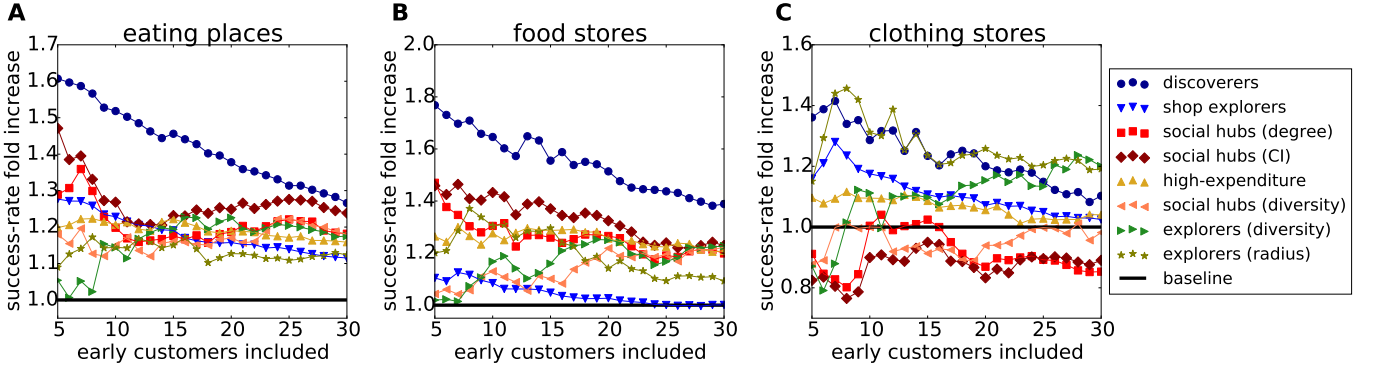 A
eating places
success-rate fold increase
1.7
1.6
1.5
1.4
1.3
1.2
1.1
1.0
5 10 15 20 25 30
early customers included
B
food stores
success-rate fold increase
2.0
1.8
1.6
1.4
1.2
1.0
5 10 15 20 25 30
early customers included
C
clothing stores
success-rate fold increase
1.6
1.4
1.2
1.0
0.8
5 10 15 20 25 30
early customers included
discoverers
shop explorers
social hubs (degree)
social hubs (CI)
high-expenditure
social hubs (diversity)
explorers (diversity)
explorers (radius)
baseline